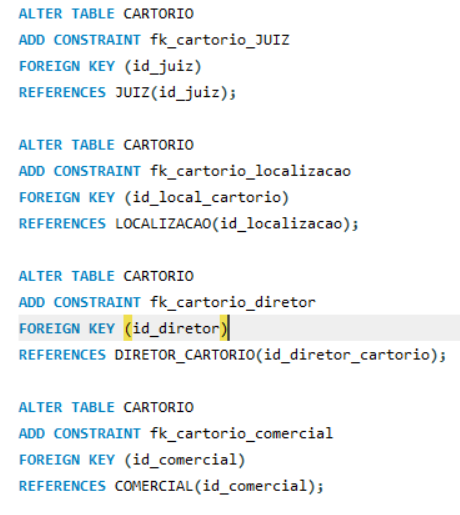 ALTER TABLE CARTORIO
ADD CONSTRAINT fk_cartorio_JUIZ
FOREIGN KEY (id_juiz)
REFERENCES JUIZ(id_juiz);
ALTER TABLE CARTORIO
ADD CONSTRAINT fk_cartorio_localizacao
FOREIGN KEY (id_local_cartorio)
REFERENCES LOCALIZACAO(id_localizacao);
ALTER TABLE CARTORIO
ADD CONSTRAINT fk_cartorio_diretor
FOREIGN KEY (id_diretor)
REFERENCES DIRETOR_CARTORIO(id_diretor_cartorio);
ALTER TABLE CARTORIO
ADD CONSTRAINT fk_cartorio_comercial
FOREIGN KEY (id_comercial)
REFERENCES COMERCIAL(id_comercial);